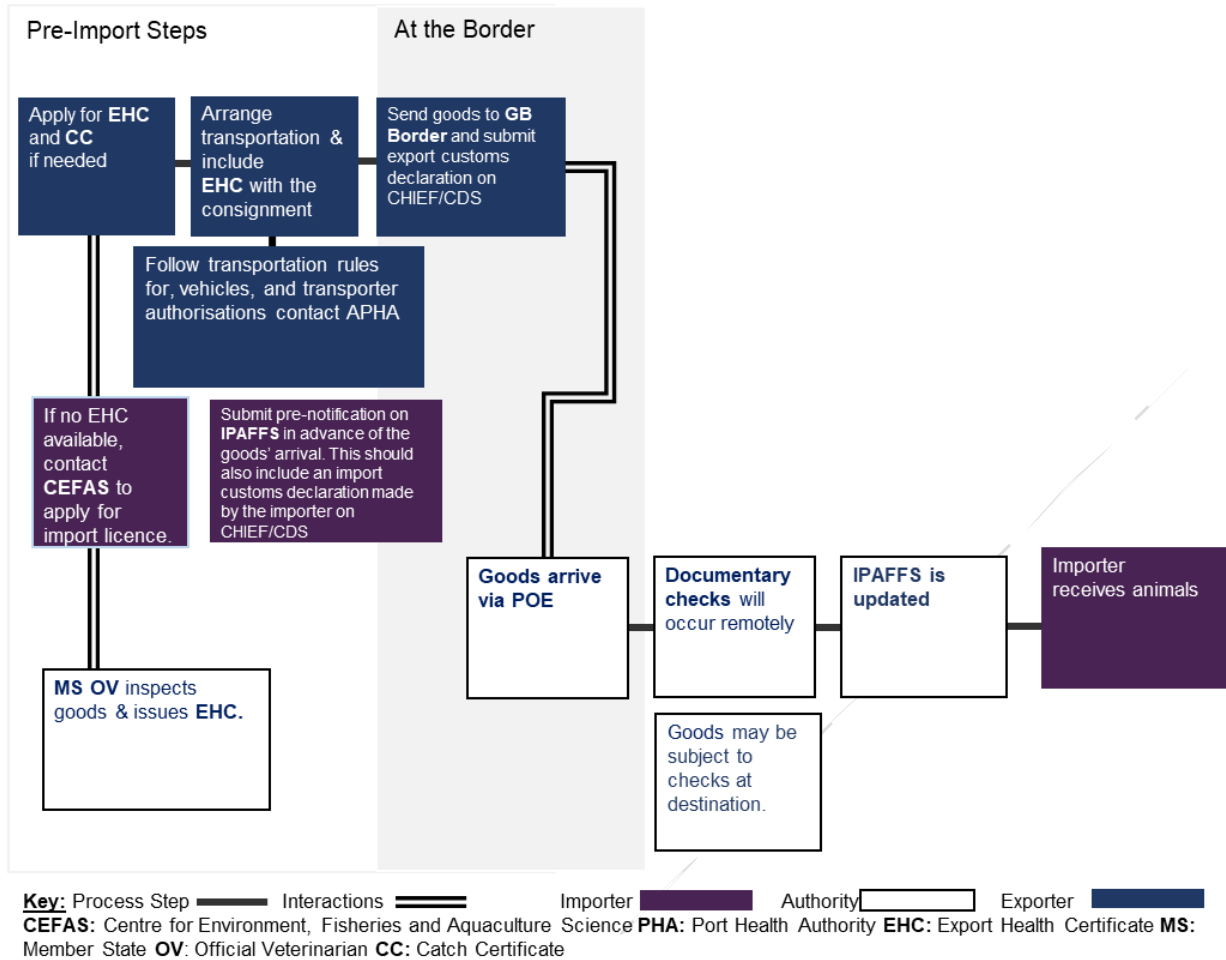 Pre-Import Steps
At the Border
Apply for EHC
and CC
if needed
Arrange
transportation &
include
EHC with the
consignment
Send goods to GB
Border and submit
export customs
declaration on
CHIEF/CDS
Follow transportation rules
for, vehicles, and transporter
authorisations contact APHA
If no EHC
available,
contact
CEFAS to
apply for
import licence.
Submit pre-notification on
IPAFFS in advance of the
goods' arrival. This should
also include an import
customs declaration made
by the importer on
CHIEF/CDS
MS OV inspects
goods & issues EHC.
Goods arrive
via POE
Documentary
checks will
occur remotely
IPAFFS is
updated
Importer
receives animals
Goods may be
subject to
checks at
destination.
Key: Process Step Interactions Importer Authority Exporter
CEFAS: Centre for Environment, Fisheries and Aquaculture Science PHA: Port Health Authority EHC: Export Health Certificate MS:
Member State OV: Official Veterinarian CC: Catch Certificate